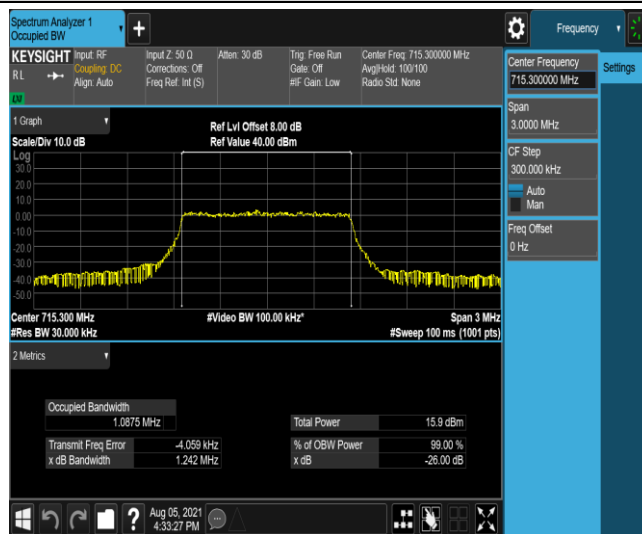 Spectrum Analyzer 1
Occupied BW
Frequency
KEYSIGHT
Input: RF
Input Z: 50 Ω
Atten: 30 dB
Trig: Free Run
Center Freq: 715.300000 MHz
RL
Coupling: DC
Corrections: Off
Gate: Off
Avg|Hold: 100/100
Align: Auto
Freq Ref: Int (S)
#IF Gain: Low
Radio Std: None
Center Frequency
715.300000 MHz
Settings
Span
3.0000 MHz
CF Step
300.000 kHz
Auto
Man
Freq Offset
0 Hz
1 Graph
Ref Lvl Offset 8.00 dB
Scale/Div 10.0 dB
Ref Value 40.00 dBm
Log
30.0
20.0
10.0
0.00
-10.0
-20.0
-30.0
-40.0
-50.0
Center 715.300 MHz
#Video BW 100.00 kHz*
Span 3 MHz
#Res BW 30.000 kHz
#Sweep 100 ms (1001 pts)
2 Metrics
Occupied Bandwidth
1.0875 MHz
Total Power 15.9 dBm
Transmit Freq Error -4.059 kHz
% of OBW Power 99.00 %
x dB Bandwidth 1.242 MHz
x dB -26.00 dB
?
Aug 05, 2021
4:33:27 PM